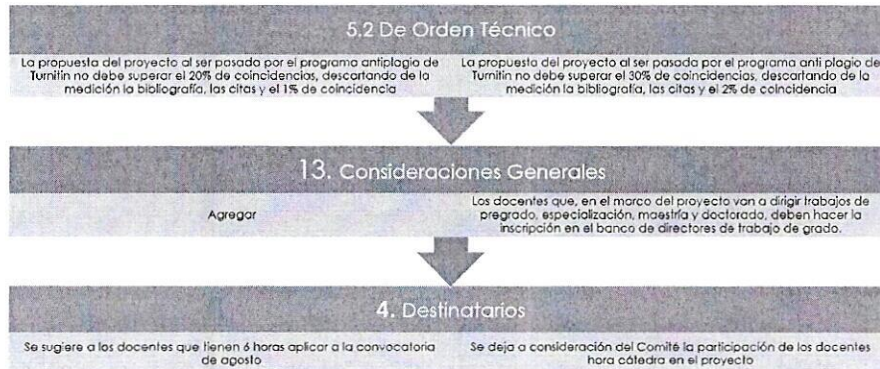 5.2 De Orden Técnico
La propuesta del proyecto al ser pasada por el programa antiplagio de
Turnitin no debe superar el 20% de coincidencias, descartando de la
medición la bibliografía, las citas y el 1% de coincidencia
La propuesta del proyecto al ser pasada por el programa anti plagio de
Turnitin no debe superar el 30% de coincidencias, descartando de la
medición la bibliografía, las citas y el 2% de coincidencia
13. Consideraciones Generales
Agregar
Los docentes que, en el marco del proyecto van a dirigir trabajos de
pregrado, especialización, maestría y doctorado, deben hacer la
inscripción en el banco de directores de trabajo de grado.
4. Destinatarios
Se sugiere a los docentes que tienen 6 horas aplicar a la convocatoria
de agosto
Se deja a consideración del Comité la participación de los docentes
hora cátedra en el proyecto